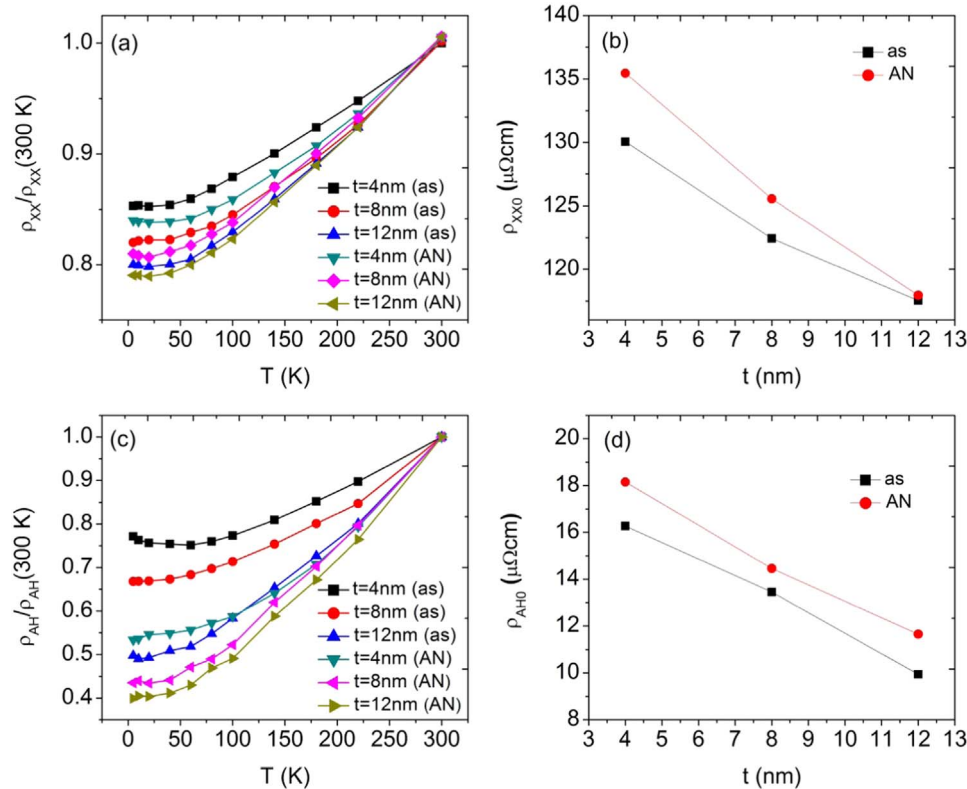 (a)
1.0
0.9
0.8
ρXX/ρXX(300 K)
t=4nm (as)
t=8nm (as)
t=12nm (as)
t=4nm (AN)
t=8nm (AN)
t=12nm (AN)
0 50 100 150 200 250 300
T (K)
(b)
as
AN
140
135
130
125
120
ρXX0 (μΩcm)
3 4 5 6 7 8 9 10 11 12 13
t (nm)
(c)
1.0
0.9
0.8
0.7
0.6
0.5
0.4
ρAH/ρAH(300 K)
t=4nm (as)
t=8nm (as)
t=12nm (as)
t=4nm (AN)
t=8nm (AN)
t=12nm (AN)
0 50 100 150 200 250 300
T (K)
(d)
as
AN
20
18
16
14
12
10
8
ρAH0 (μΩcm)
3 4 5 6 7 8 9 10 11 12 13
t (nm)